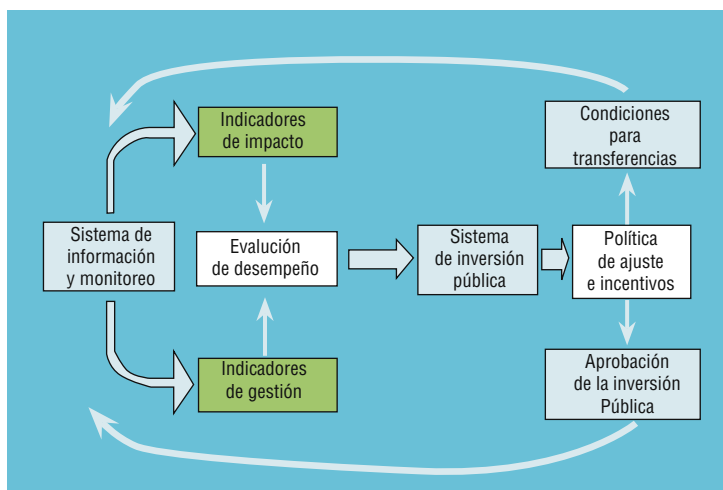 Indicadores
de impacto
Condiciones
para
transferencias
Sistema de
información
y monitoreo
Evalución
de desempeño
Sistema
de inversión
pública
Política
de ajuste
e incentivos
Indicadores
de gestión
Aprobación
de la inversión
Pública